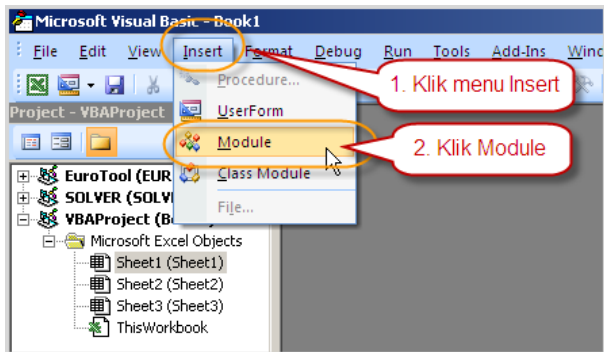 Microsoft Visual Basic - Book1
File Edit View Insert Format Debug Run Tools Add-Ins
Procedure...
1. Klik menu Insert
Project - VBAProject
UserForm
Module
2. Klik Module
EuroTool (EUR
Class Module
SOLVER (SOLV
File...
VBAProject (B
Microsoft Excel Objects
Sheet1 (Sheet1)
Sheet2 (Sheet2)
Sheet3 (Sheet3)
ThisWorkbook